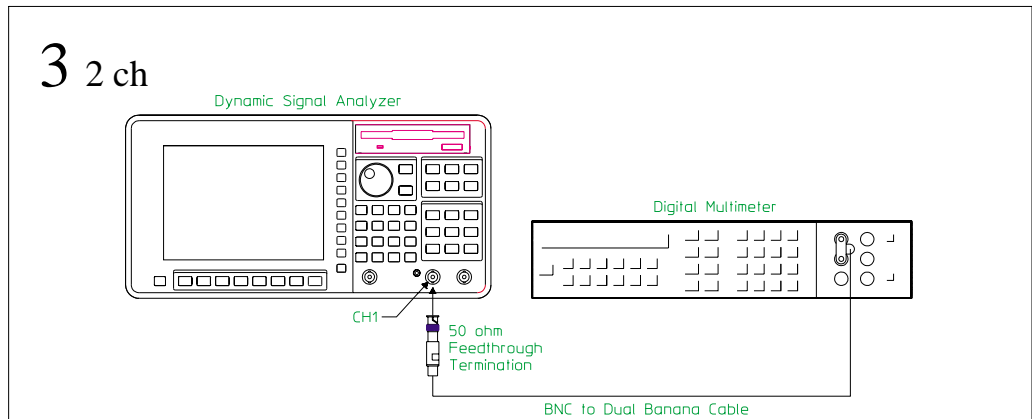 3 2 ch
Dynamic Signal Analyzer
Digital Multimeter
CH1
50 ohm
Feedthrough
Termination
BNC to Dual Banana Cable